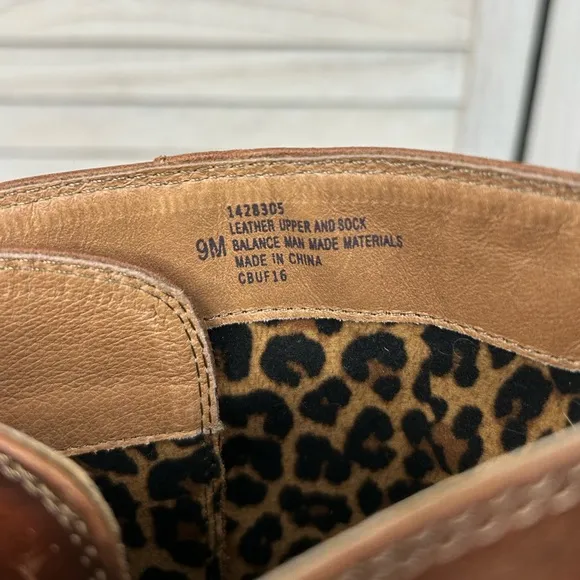 1428305
LEATHER UPPER AND SOCK
9M BALANCE MAN MADE MATERIALS
MADE IN CHINA
CBUF16